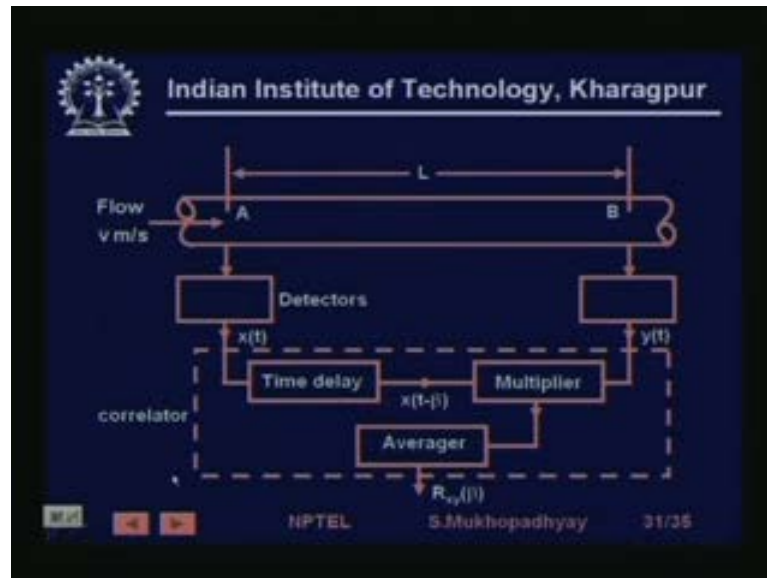 Indian Institute of Technology, Kharagpur
L
Flow
v m/s
A
B
Detectors
x(t)
y(t)
Time delay
x(t-β)
Multiplier
correlator
Averager
Rxy(β)
NPTEL S.Mukhopadhyay 31/35